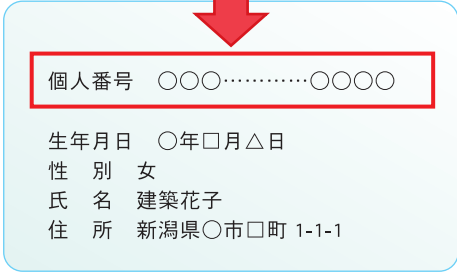 個人番号　○○○…………○○○○
生年月日　○年□月△日
性　別　女
氏　名　建築花子
住　所　新潟県○市□町 1-1-1